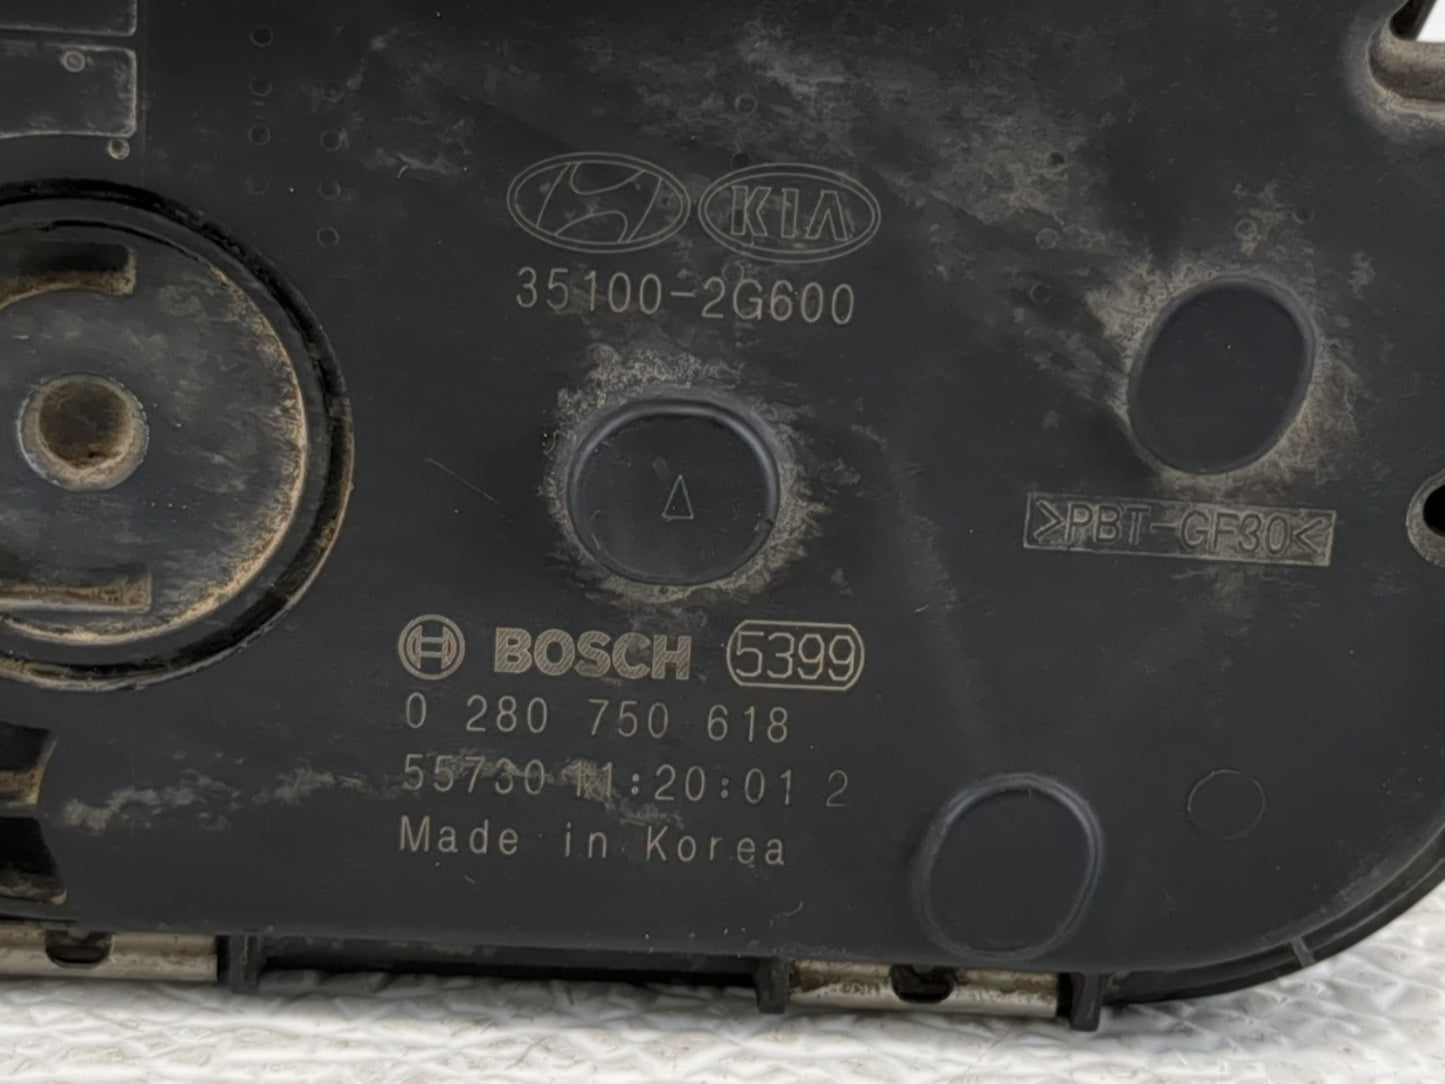 KIA
35100-2G600
>PBT-GF30<
BOSCH 5399
0 280 750 618
55730 11:20:01 2
Made in Korea